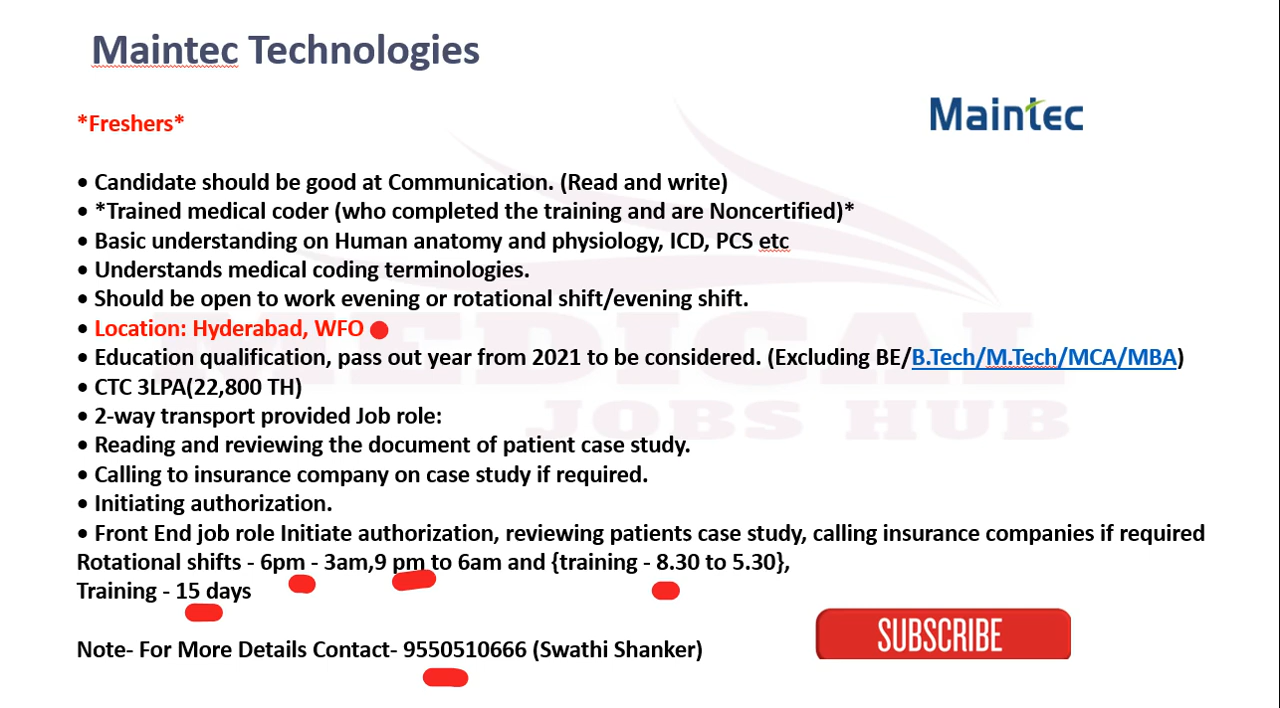 Maintec Technologies
Maintec
*Freshers*
• Candidate should be good at Communication. (Read and write)
• *Trained medical coder (who completed the training and are Noncertified)*
• Basic understanding on Human anatomy and physiology, ICD, PCS etc
• Understands medical coding terminologies.
• Should be open to work evening or rotational shift/evening shift.
• Location: Hyderabad, WFO
• Education qualification, pass out year from 2021 to be considered. (Excluding BE/B.Tech/M.Tech/MCA/MBA)
• CTC 3LPA(22,800 TH)
• 2-way transport provided Job role:
• Reading and reviewing the document of patient case study.
• Calling to insurance company on case study if required.
• Initiating authorization.
• Front End job role Initiate authorization, reviewing patients case study, calling insurance companies if required
Rotational shifts - 6pm - 3am,9 pm to 6am and {training - 8.30 to 5.30},
Training - 15 days
Note- For More Details Contact- 9550510666 (Swathi Shanker)
SUBSCRIBE
MEDICAL
JOBS HUB